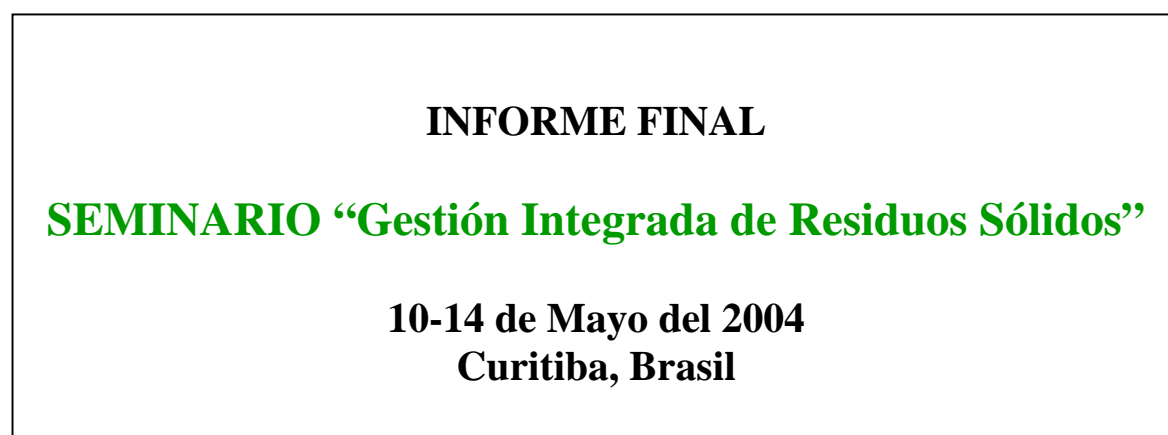 INFORME FINAL
SEMINARIO “Gestión Integrada de Residuos Sólidos”
10-14 de Mayo del 2004
Curitiba, Brasil